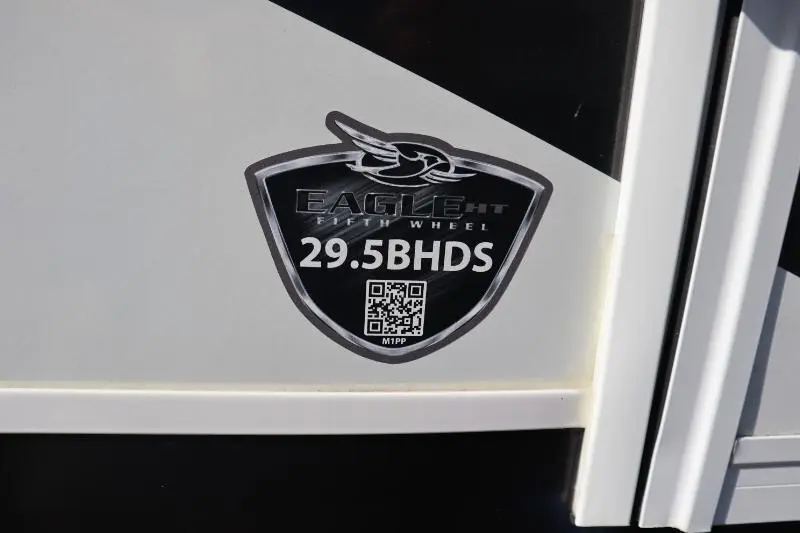 EAGLE HT
FIFTH WHEEL
29.5BHDS
M1PP